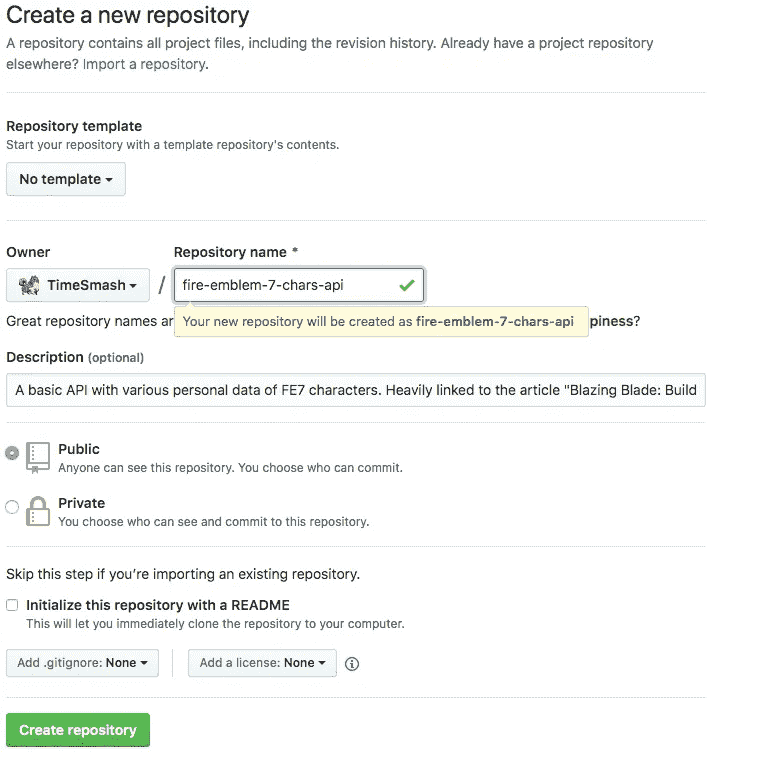 Create a new repository
A repository contains all project files, including the revision history. Already have a project repository
elsewhere? Import a repository.
Repository template
Start your repository with a template repository's contents.
No template
Owner
Repository name *
TimeSmash / fire-emblem-7-chars-api
Great repository names ar
Your new repository will be created as fire-emblem-7-chars-api
piness?
Description (optional)
A basic API with various personal data of FE7 characters. Heavily linked to the article "Blazing Blade: Build
Public
Anyone can see this repository. You choose who can commit.
Private
You choose who can see and commit to this repository.
Skip this step if you’re importing an existing repository.
Initialize this repository with a README
This will let you immediately clone the repository to your computer.
Add .gitignore: None
Add a license: None
Create repository